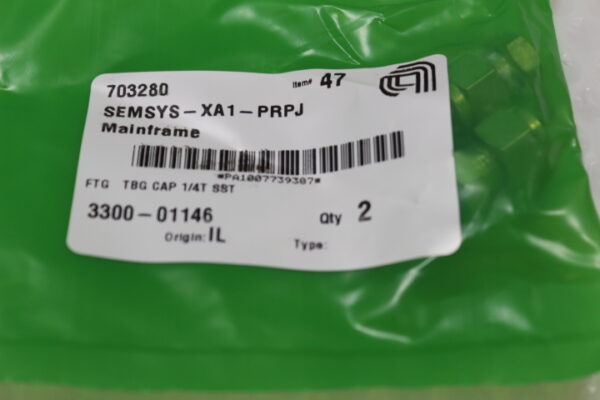 703280 Item# 47
SEMSYS-XA1-PRPJ
Mainframe
*PA1007739387*
FTG TBG CAP 1/4T SST
3300-01146 Qty 2
Origin: IL Type: